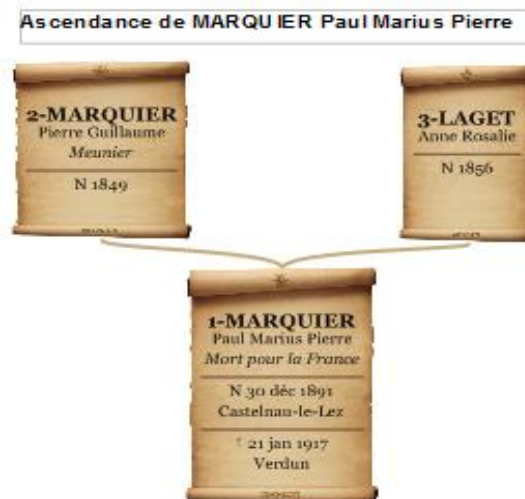 Ascendance de MARQUIER Paul Marius Pierre
2-MARQUIER
Pierre Guillaume
Meunier
N 1849
3-LAGET
Anne Rosalie
N 1856
1-MARQUIER
Paul Marius Pierre
Mort pour la France
N 30 déc 1891
Castelnau-le-Lez
† 21 jan 1917
Verdun